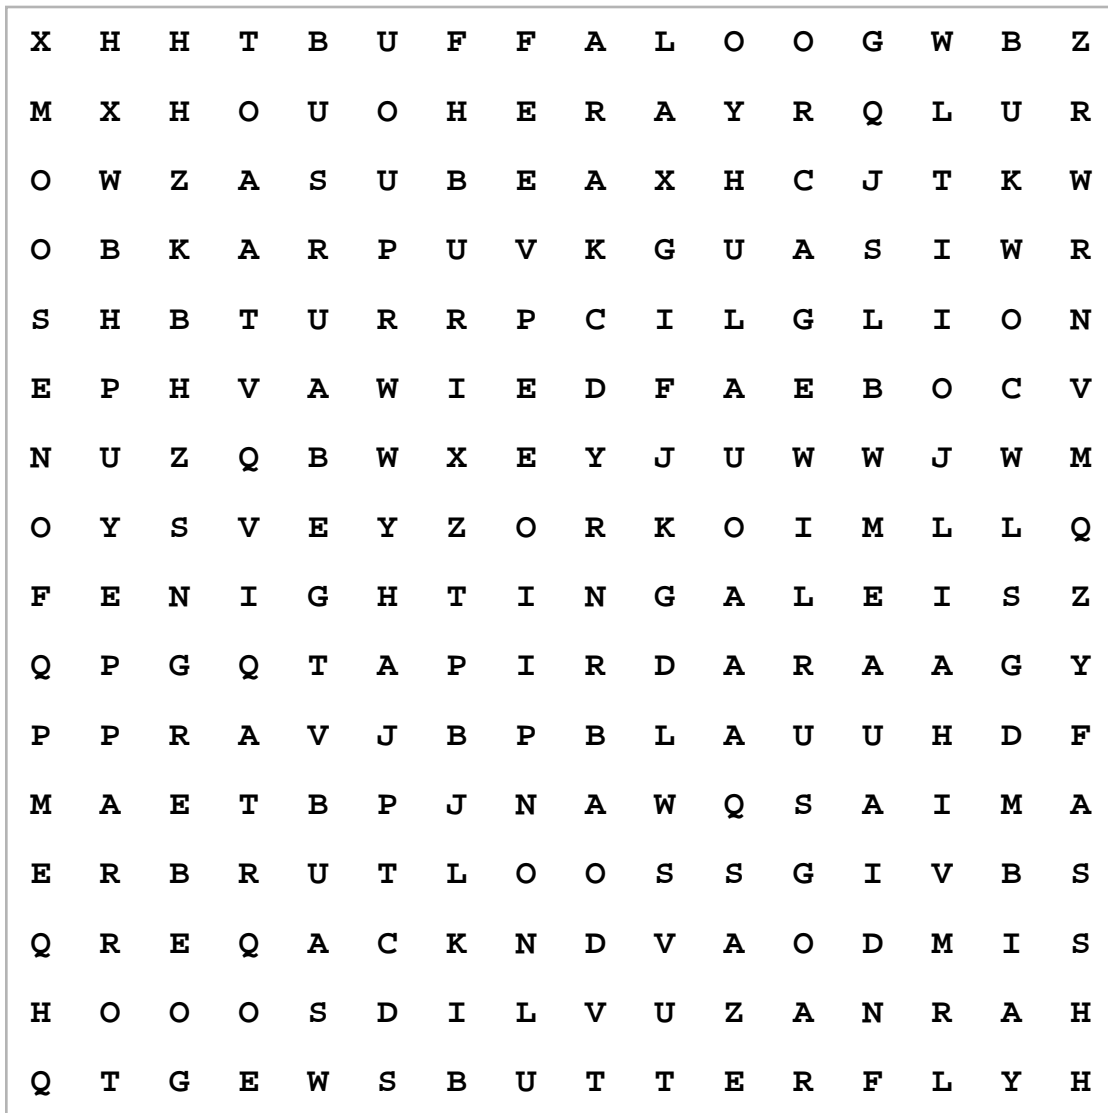 X H H T B U F F A L O O G W B Z
M X H O U O H E R A Y R Q L U R
O W Z A S U B E A X H C J T K W
O B K A R P U V K G U A S I W R
S H B T U R R P C I L G L I O N
E P H V A W I E D F A E B O C V
N U Z Q B W X E Y J U W W J W M
O Y S V E Y Z O R K O I M L L Q
F E N I G H T I N G A L E I S Z
Q P G Q T A P I R D A R A A G Y
P P R A V J B P B L A U U H D F
M A E T B P J N A W Q S A I M A
E R B R U T L O O S S G I V B S
Q R E Q A C K N D V A O D M I S
H O O O S D I L V U Z A N R A H
Q T G E W S B U T T E R F L Y H